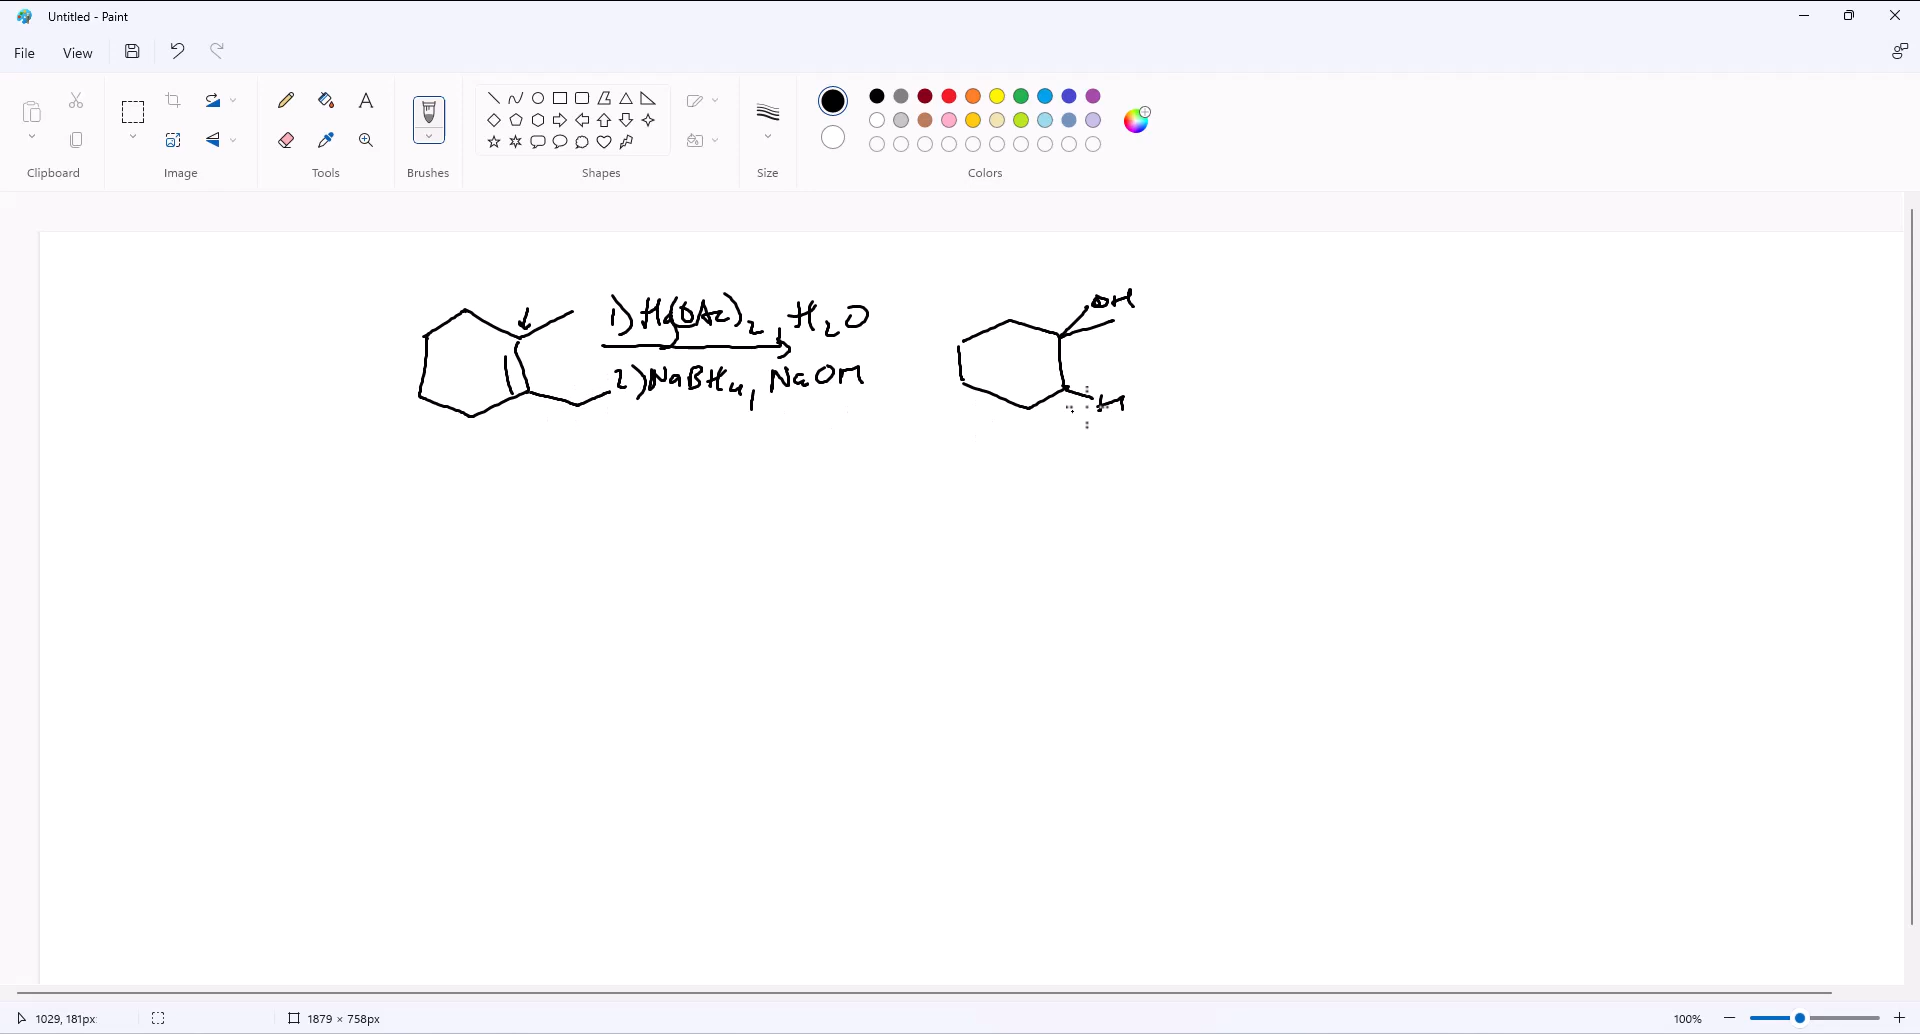 Untitled - Paint
File View
Clipboard Image Tools Brushes Shapes Size Colors
OH
1) Hg(OAc)2, H2O
2) NaBH4, NaOH
H
1029, 181px 1879 × 758px 100%